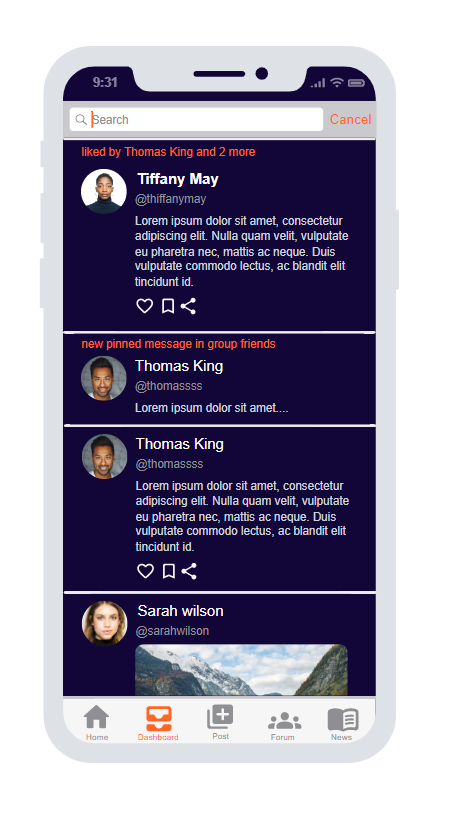 9:31
Search
Cancel
liked by Thomas King and 2 more
Tiffany May
@thiffanymay
Lorem ipsum dolor sit amet, consectetur
adipiscing elit. Nulla quam velit, vulputate
eu pharetra nec, mattis ac neque. Duis
vulputate commodo lectus, ac blandit elit
tincidunt id.
new pinned message in group friends
Thomas King
@thomassss
Lorem ipsum dolor sit amet....
Thomas King
@thomassss
Lorem ipsum dolor sit amet, consectetur
adipiscing elit. Nulla quam velit, vulputate
eu pharetra nec, mattis ac neque. Duis
vulputate commodo lectus, ac blandit elit
tincidunt id.
Sarah wilson
@sarahwilson
Home
Dashboard
Post
Forum
News